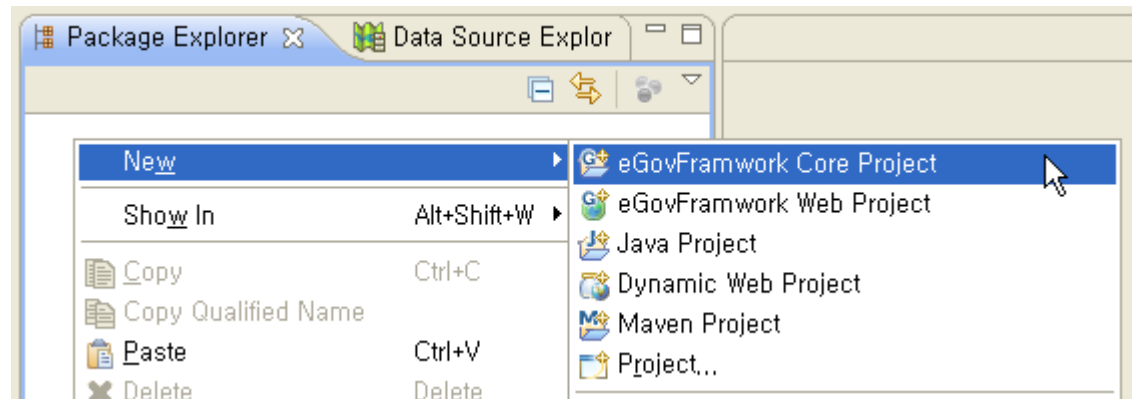 Package Explorer Data Source Explor
New eGovFramwork Core Project
eGovFramwork Web Project
Show In Alt+Shift+W
Java Project
Copy Ctrl+C
Dynamic Web Project
Copy Qualified Name
Maven Project
Paste Ctrl+V
Project...
Delete Delete